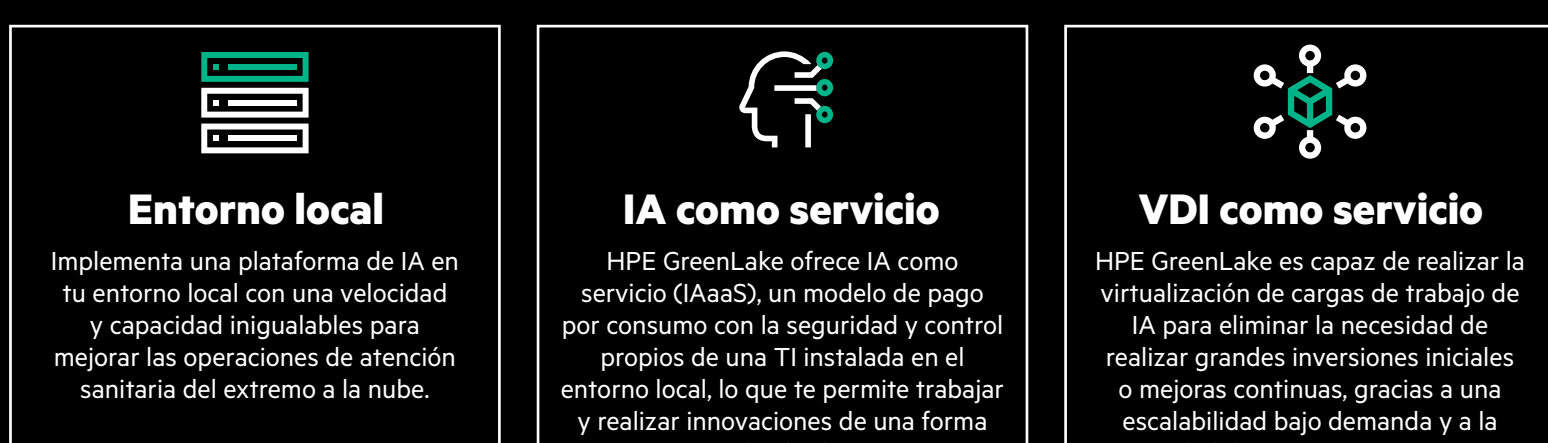 Entorno local
Implementa una plataforma de IA en
tu entorno local con una velocidad
y capacidad inigualables para
mejorar las operaciones de atención
sanitaria del extremo a la nube.
IA como servicio
HPE GreenLake ofrece IA como
servicio (IAaaS), un modelo de pago
por consumo con la seguridad y control
propios de una TI instalada en el
entorno local, lo que te permite trabajar
y realizar innovaciones de una forma
VDI como servicio
HPE GreenLake es capaz de realizar la
virtualización de cargas de trabajo de
IA para eliminar la necesidad de
realizar grandes inversiones iniciales
o mejoras continuas, gracias a una
escalabilidad bajo demanda y a la